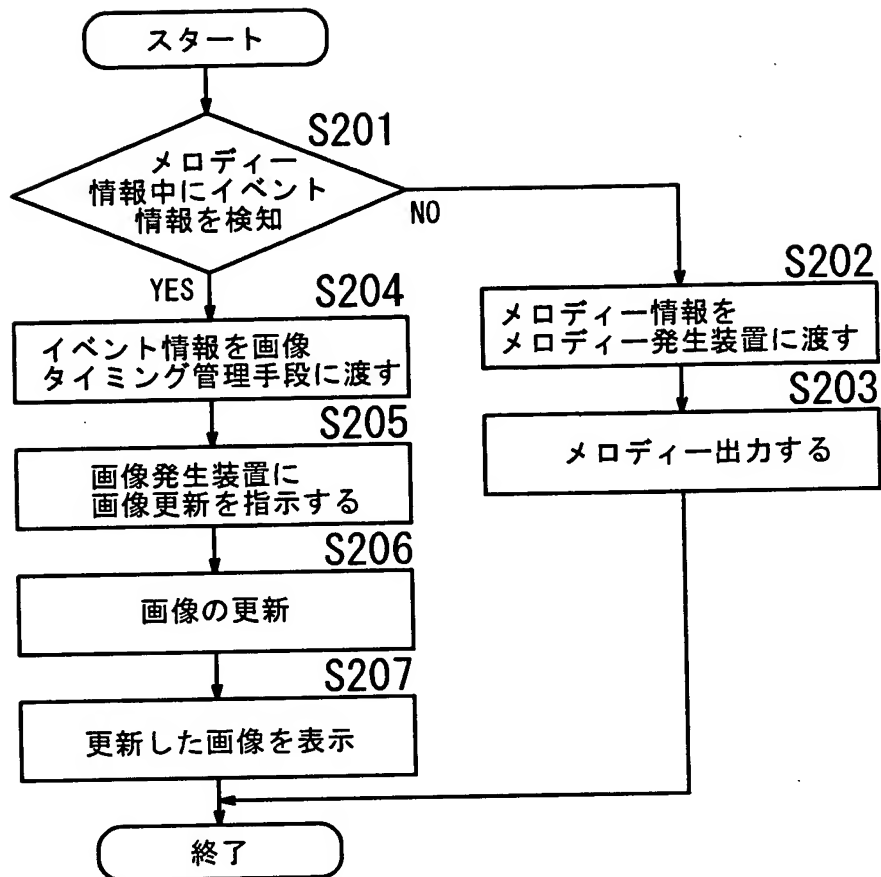 スタート
S201
メロディー
情報中にイベント
情報を検知
NO
YES
S202
メロディー情報を
メロディー発生装置に渡す
S203
メロディー出力する
S204
イベント情報を画像
タイミング管理手段に渡す
S205
画像発生装置に
画像更新を指示する
S206
画像の更新
S207
更新した画像を表示
終了